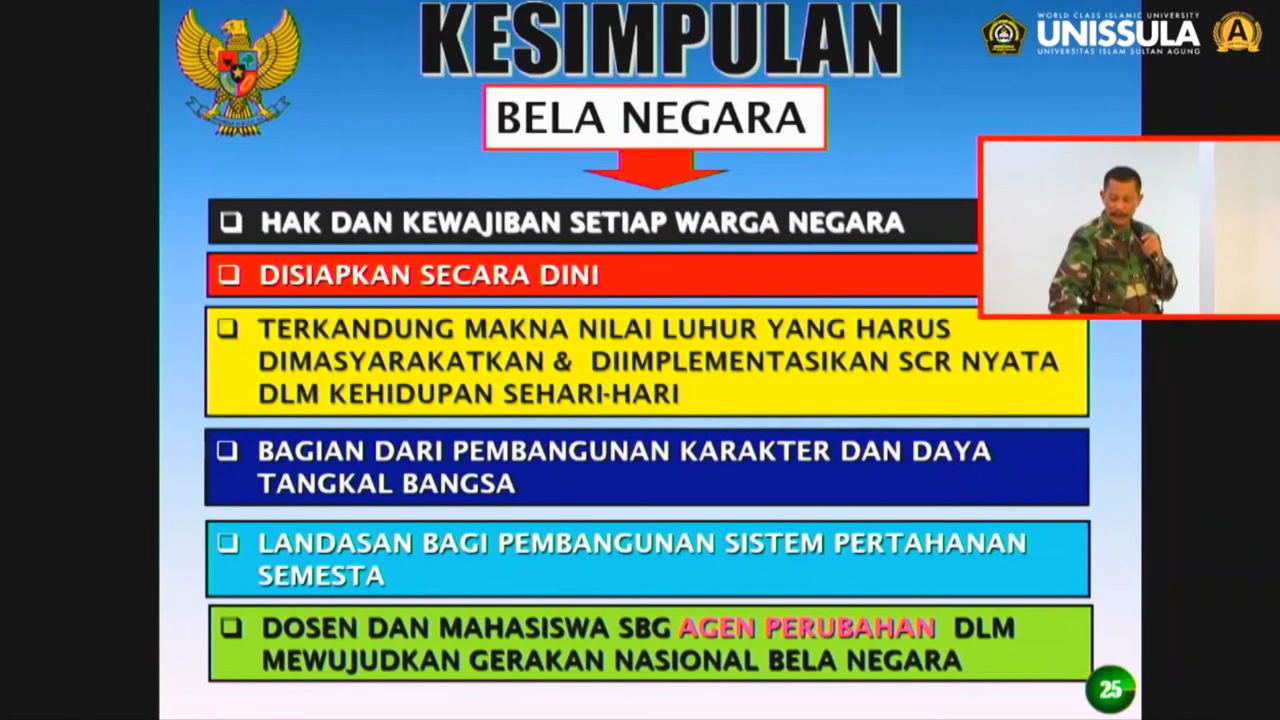 KESIMPULAN
WORLD CLASS ISLAMIC UNIVERSITY
UNISSULA
UNIVERSITAS ISLAM SULTAN AGUNG
A
BELA NEGARA
❑ HAK DAN KEWAJIBAN SETIAP WARGA NEGARA
❑ DISIAPKAN SECARA DINI
❑ TERKANDUNG MAKNA NILAI LUHUR YANG HARUS
DIMASYARAKATKAN & DIIMPLEMENTASIKAN SCR NYATA
DLM KEHIDUPAN SEHARI-HARI
❑ BAGIAN DARI PEMBANGUNAN KARAKTER DAN DAYA
TANGKAL BANGSA
❑ LANDASAN BAGI PEMBANGUNAN SISTEM PERTAHANAN
SEMESTA
❑ DOSEN DAN MAHASISWA SBG AGEN PERUBAHAN DLM
MEWUJUDKAN GERAKAN NASIONAL BELA NEGARA
25